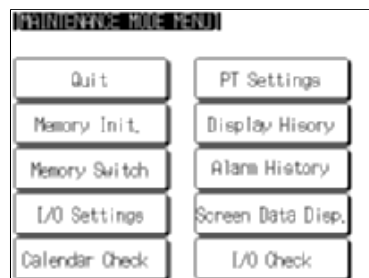 [MAINTENANCE MODE MENU]
Quit
PT Settings
Memory Init.
Display Hisory
Memory Switch
Alarm History
I/O Settings
Screen Data Disp.
Calendar Check
I/O Check